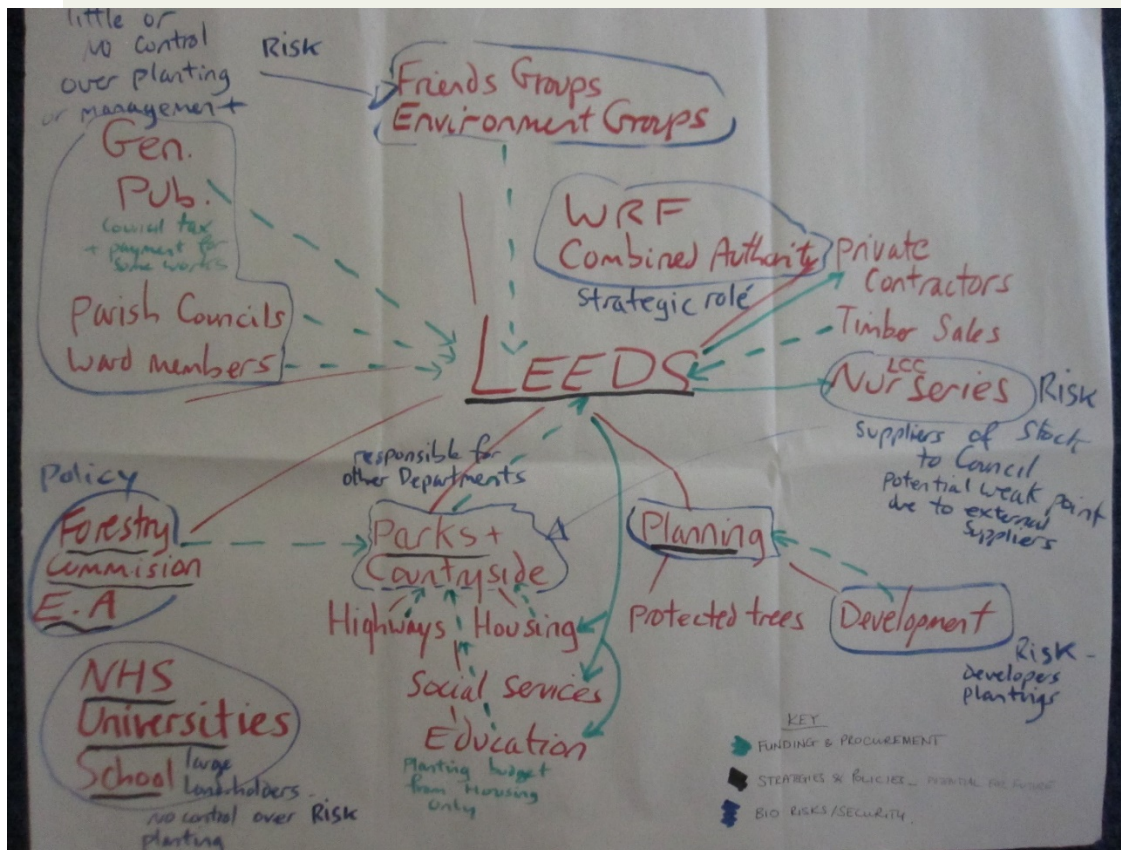 little or
No control
over planting
or management
Risk
Friends Groups
Environment Groups
Gen.
Pub.
council tax
+ payment for
some works
Parish Councils
Ward members
WRF
Combined Authority
Strategic rolé
Private
Contractors
Timber Sales
LEEDS
LCC
Nurseries
Risk
Suppliers of Stock
to Council
potential weak point
due to external
Suppliers
responsible for
other Departments
Policy
Forestry
Commision
E.A
Parks +
Countryside
Planning
Highways
Housing
Protected trees
Development
Risk -
Developers
plantings
Social Services
Education
Planting budget
from Housing
only
NHS
Universities
School
large
Landholders -
No control over Risk
planting
KEY
FUNDING & PROCUREMENT
STRATEGIES & POLICIES - POTENTIAL FOR FUTURE
BIO RISKS/SECURITY.